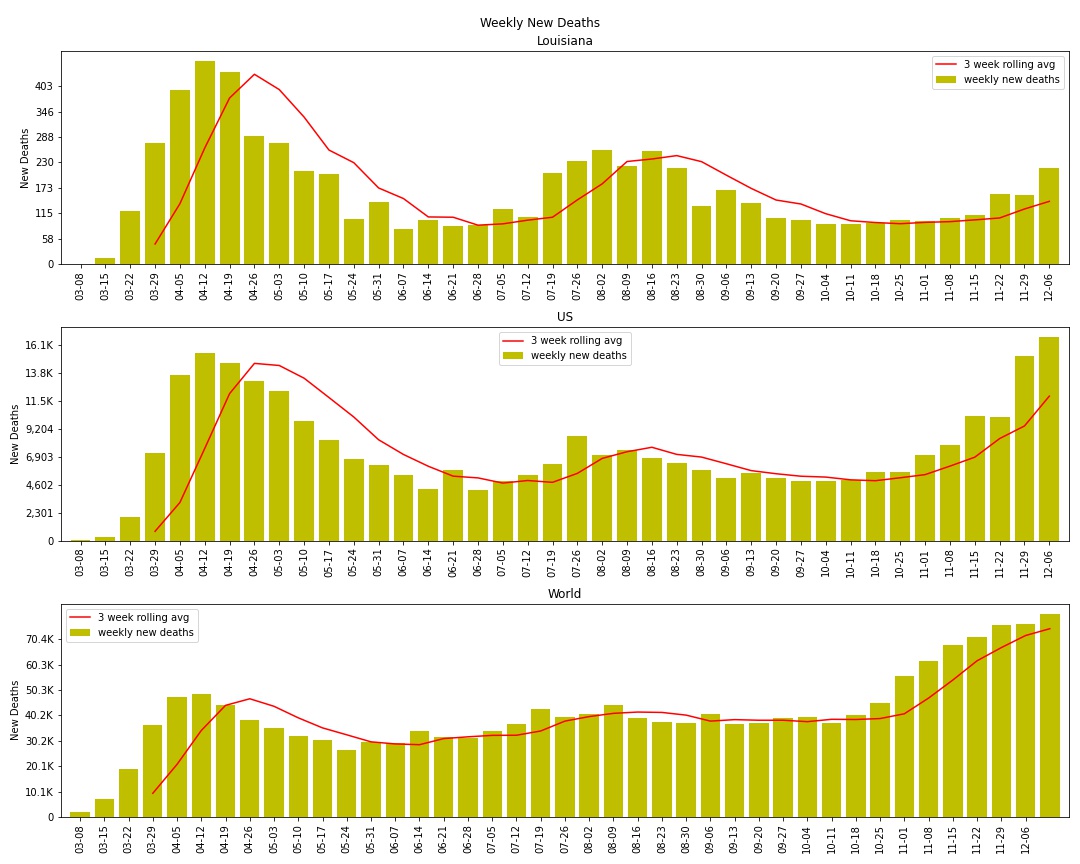 Weekly New Deaths
Louisiana
3 week rolling avg
weekly new deaths
New Deaths
403
346
288
230
173
115
58
0
03-08 03-15 03-22 03-29 04-05 04-12 04-19 04-26 05-03 05-10 05-17 05-24 05-31 06-07 06-14 06-21 06-28 07-05 07-12 07-19 07-26 08-02 08-09 08-16 08-23 08-30 09-06 09-13 09-20 09-27 10-04 10-11 10-18 10-25 11-01 11-08 11-15 11-22 11-29 12-06
US
3 week rolling avg
weekly new deaths
New Deaths
16.1K
13.8K
11.5K
9,204
6,903
4,602
2,301
0
03-08 03-15 03-22 03-29 04-05 04-12 04-19 04-26 05-03 05-10 05-17 05-24 05-31 06-07 06-14 06-21 06-28 07-05 07-12 07-19 07-26 08-02 08-09 08-16 08-23 08-30 09-06 09-13 09-20 09-27 10-04 10-11 10-18 10-25 11-01 11-08 11-15 11-22 11-29 12-06
World
3 week rolling avg
weekly new deaths
New Deaths
70.4K
60.3K
50.3K
40.2K
30.2K
20.1K
10.1K
0
03-08 03-15 03-22 03-29 04-05 04-12 04-19 04-26 05-03 05-10 05-17 05-24 05-31 06-07 06-14 06-21 06-28 07-05 07-12 07-19 07-26 08-02 08-09 08-16 08-23 08-30 09-06 09-13 09-20 09-27 10-04 10-11 10-18 10-25 11-01 11-08 11-15 11-22 11-29 12-06